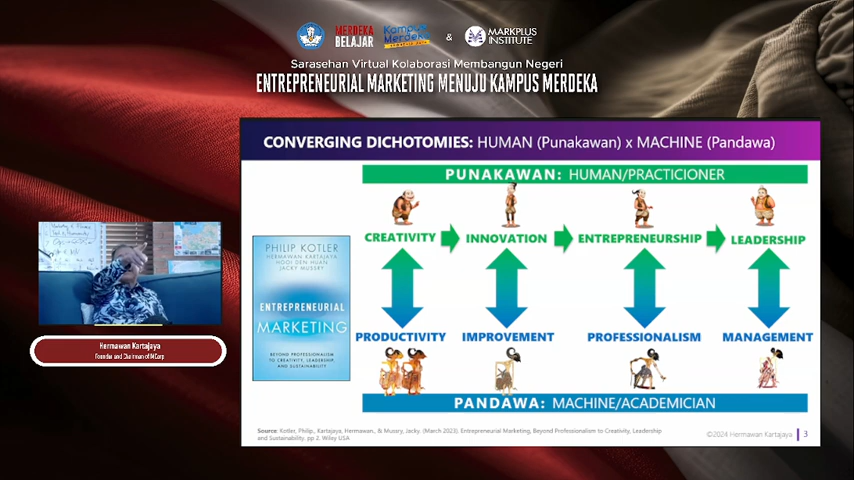 MERDEKA
BELAJAR
Kampus
Merdeka
INDONESIA JAYA
&
MARKPLUS
INSTITUTE
Sarasehan Virtual Kolaborasi Membangun Negeri
ENTREPRENEURIAL MARKETING MENUJU KAMPUS MERDEKA
CONVERGING DICHOTOMIES: HUMAN (Punakawan) x MACHINE (Pandawa)
PUNAKAWAN: HUMAN/PRACTICIONER
CREATIVITY
INNOVATION
ENTREPRENEURSHIP
LEADERSHIP
PHILIP KOTLER
HERMAWAN KARTAJAYA
HOOI DEN HUAN
JACKY MUSSRY
ENTREPRENEURIAL
MARKETING
BEYOND PROFESSIONALISM
TO CREATIVITY, LEADERSHIP,
AND SUSTAINABILITY
PRODUCTIVITY
IMPROVEMENT
PROFESSIONALISM
MANAGEMENT
PANDAWA: MACHINE/ACADEMICIAN
Hermawan Kartajaya
Founder and Chairman of MCorp
Source: Kotler, Philip., Kartajaya, Hermawan., & Mussry, Jacky. (March 2023), Entrepreneurial Marketing, Beyond Professionalism to Creativity, Leadership
and Sustainability, pp 2. Wiley USA
©2024 Hermawan Kartajaya
3